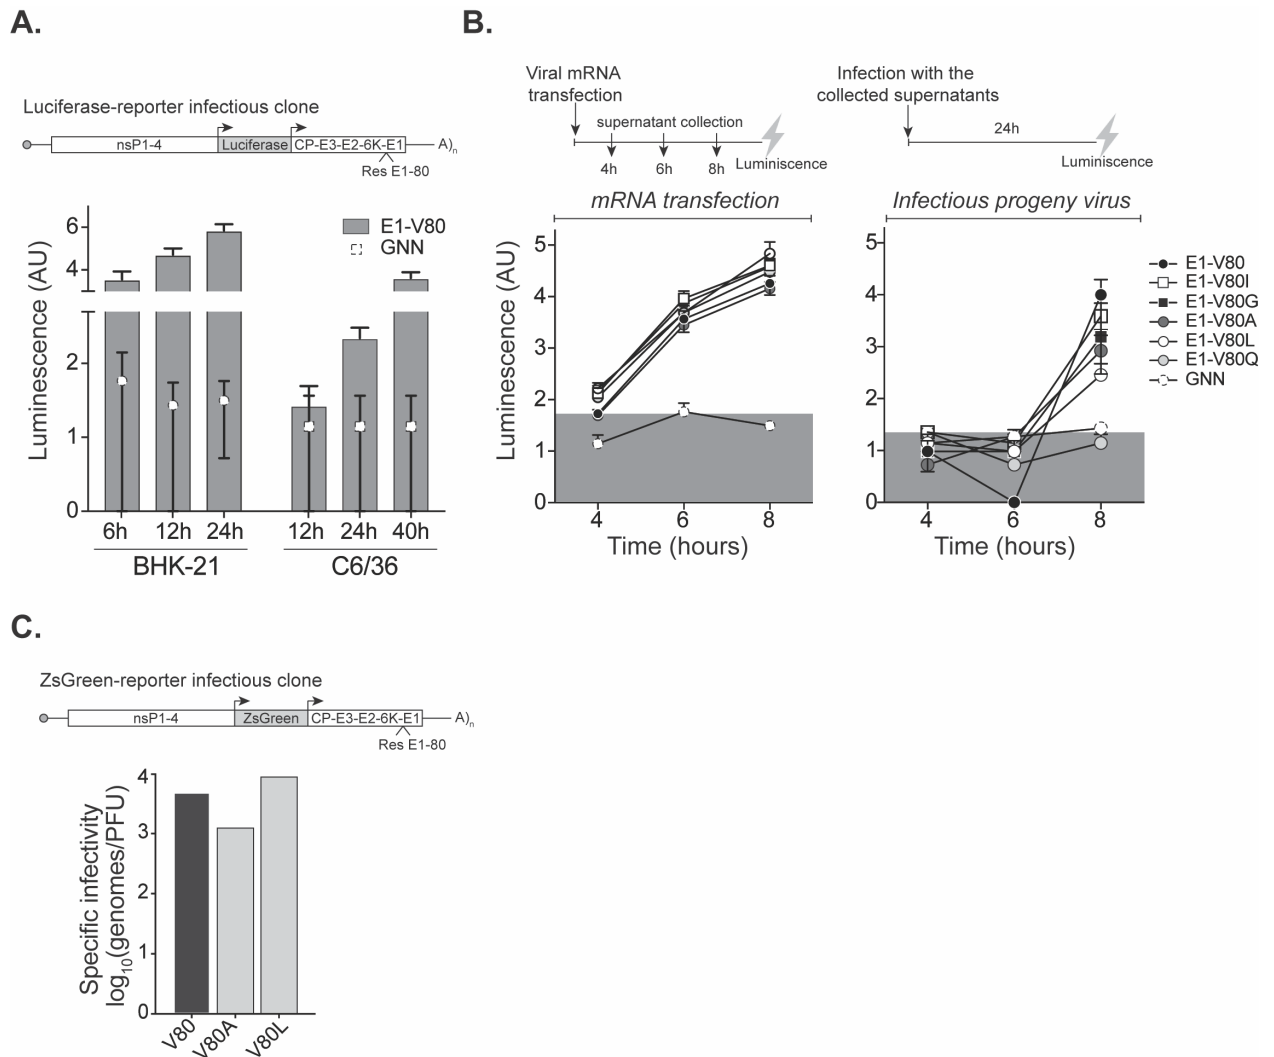 A.
Luciferase-reporter infectious clone
nsP1-4
Luciferase
CP-E3-E2-6K-E1
A)n
Res E1-80
Luminescence (AU)
6
4
2
1
0
E1-V80
GNN
6h
12h
24h
12h
24h
40h
BHK-21
C6/36
B.
Viral mRNA
transfection
supernatant collection
4h
6h
8h
Luminiscence
Infection with the
collected supernatants
24h
Luminiscence
mRNA transfection
Luminescence (AU)
5
4
3
2
1
0
4
6
8
Time (hours)
Infectious progeny virus
5
4
3
2
1
0
4
6
8
Time (hours)
E1-V80
E1-V80I
E1-V80G
E1-V80A
E1-V80L
E1-V80Q
GNN
C.
ZsGreen-reporter infectious clone
nsP1-4
ZsGreen
CP-E3-E2-6K-E1
A)n
Res E1-80
Specific infectivity
log10(genomes/PFU)
4
3
2
1
0
V80
V80A
V80L